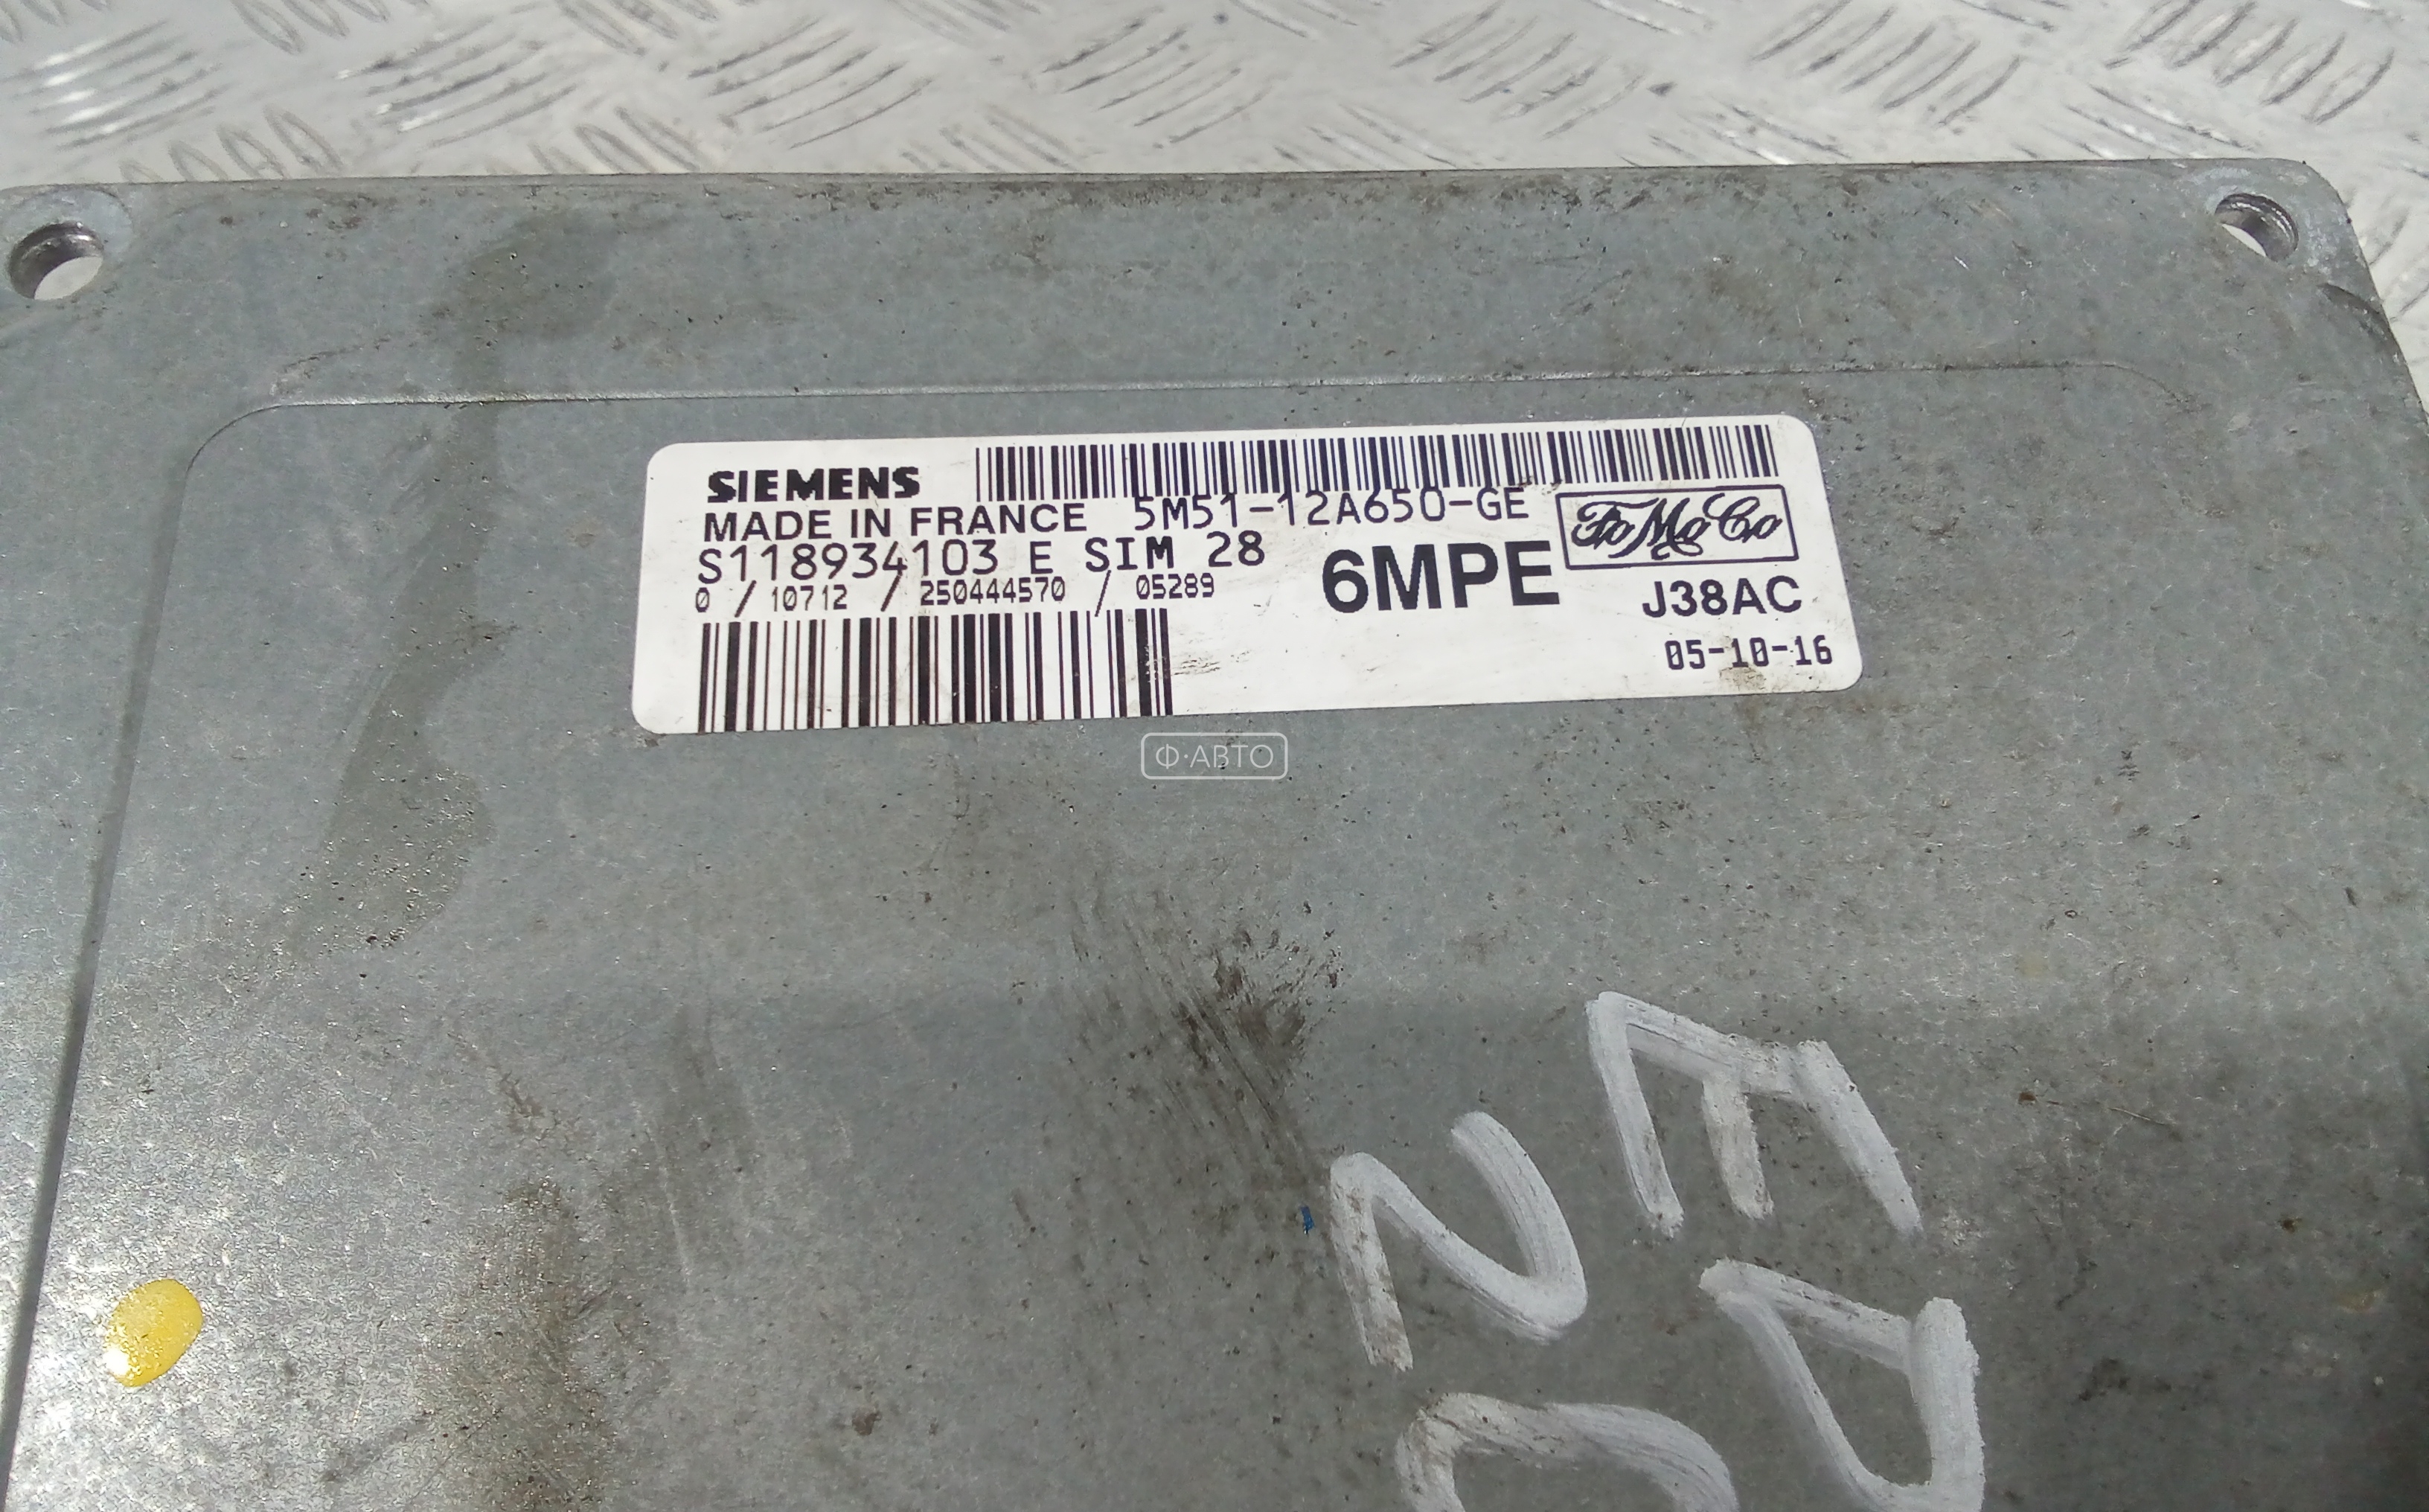 SIEMENS
MADE IN FRANCE 5M51-12A650-GE
FoMoCo
S118934103 E SIM 28
6MPE
J38AC
0 / 10712 / 250444570 / 05289
05-10-16
Ф·АВТО